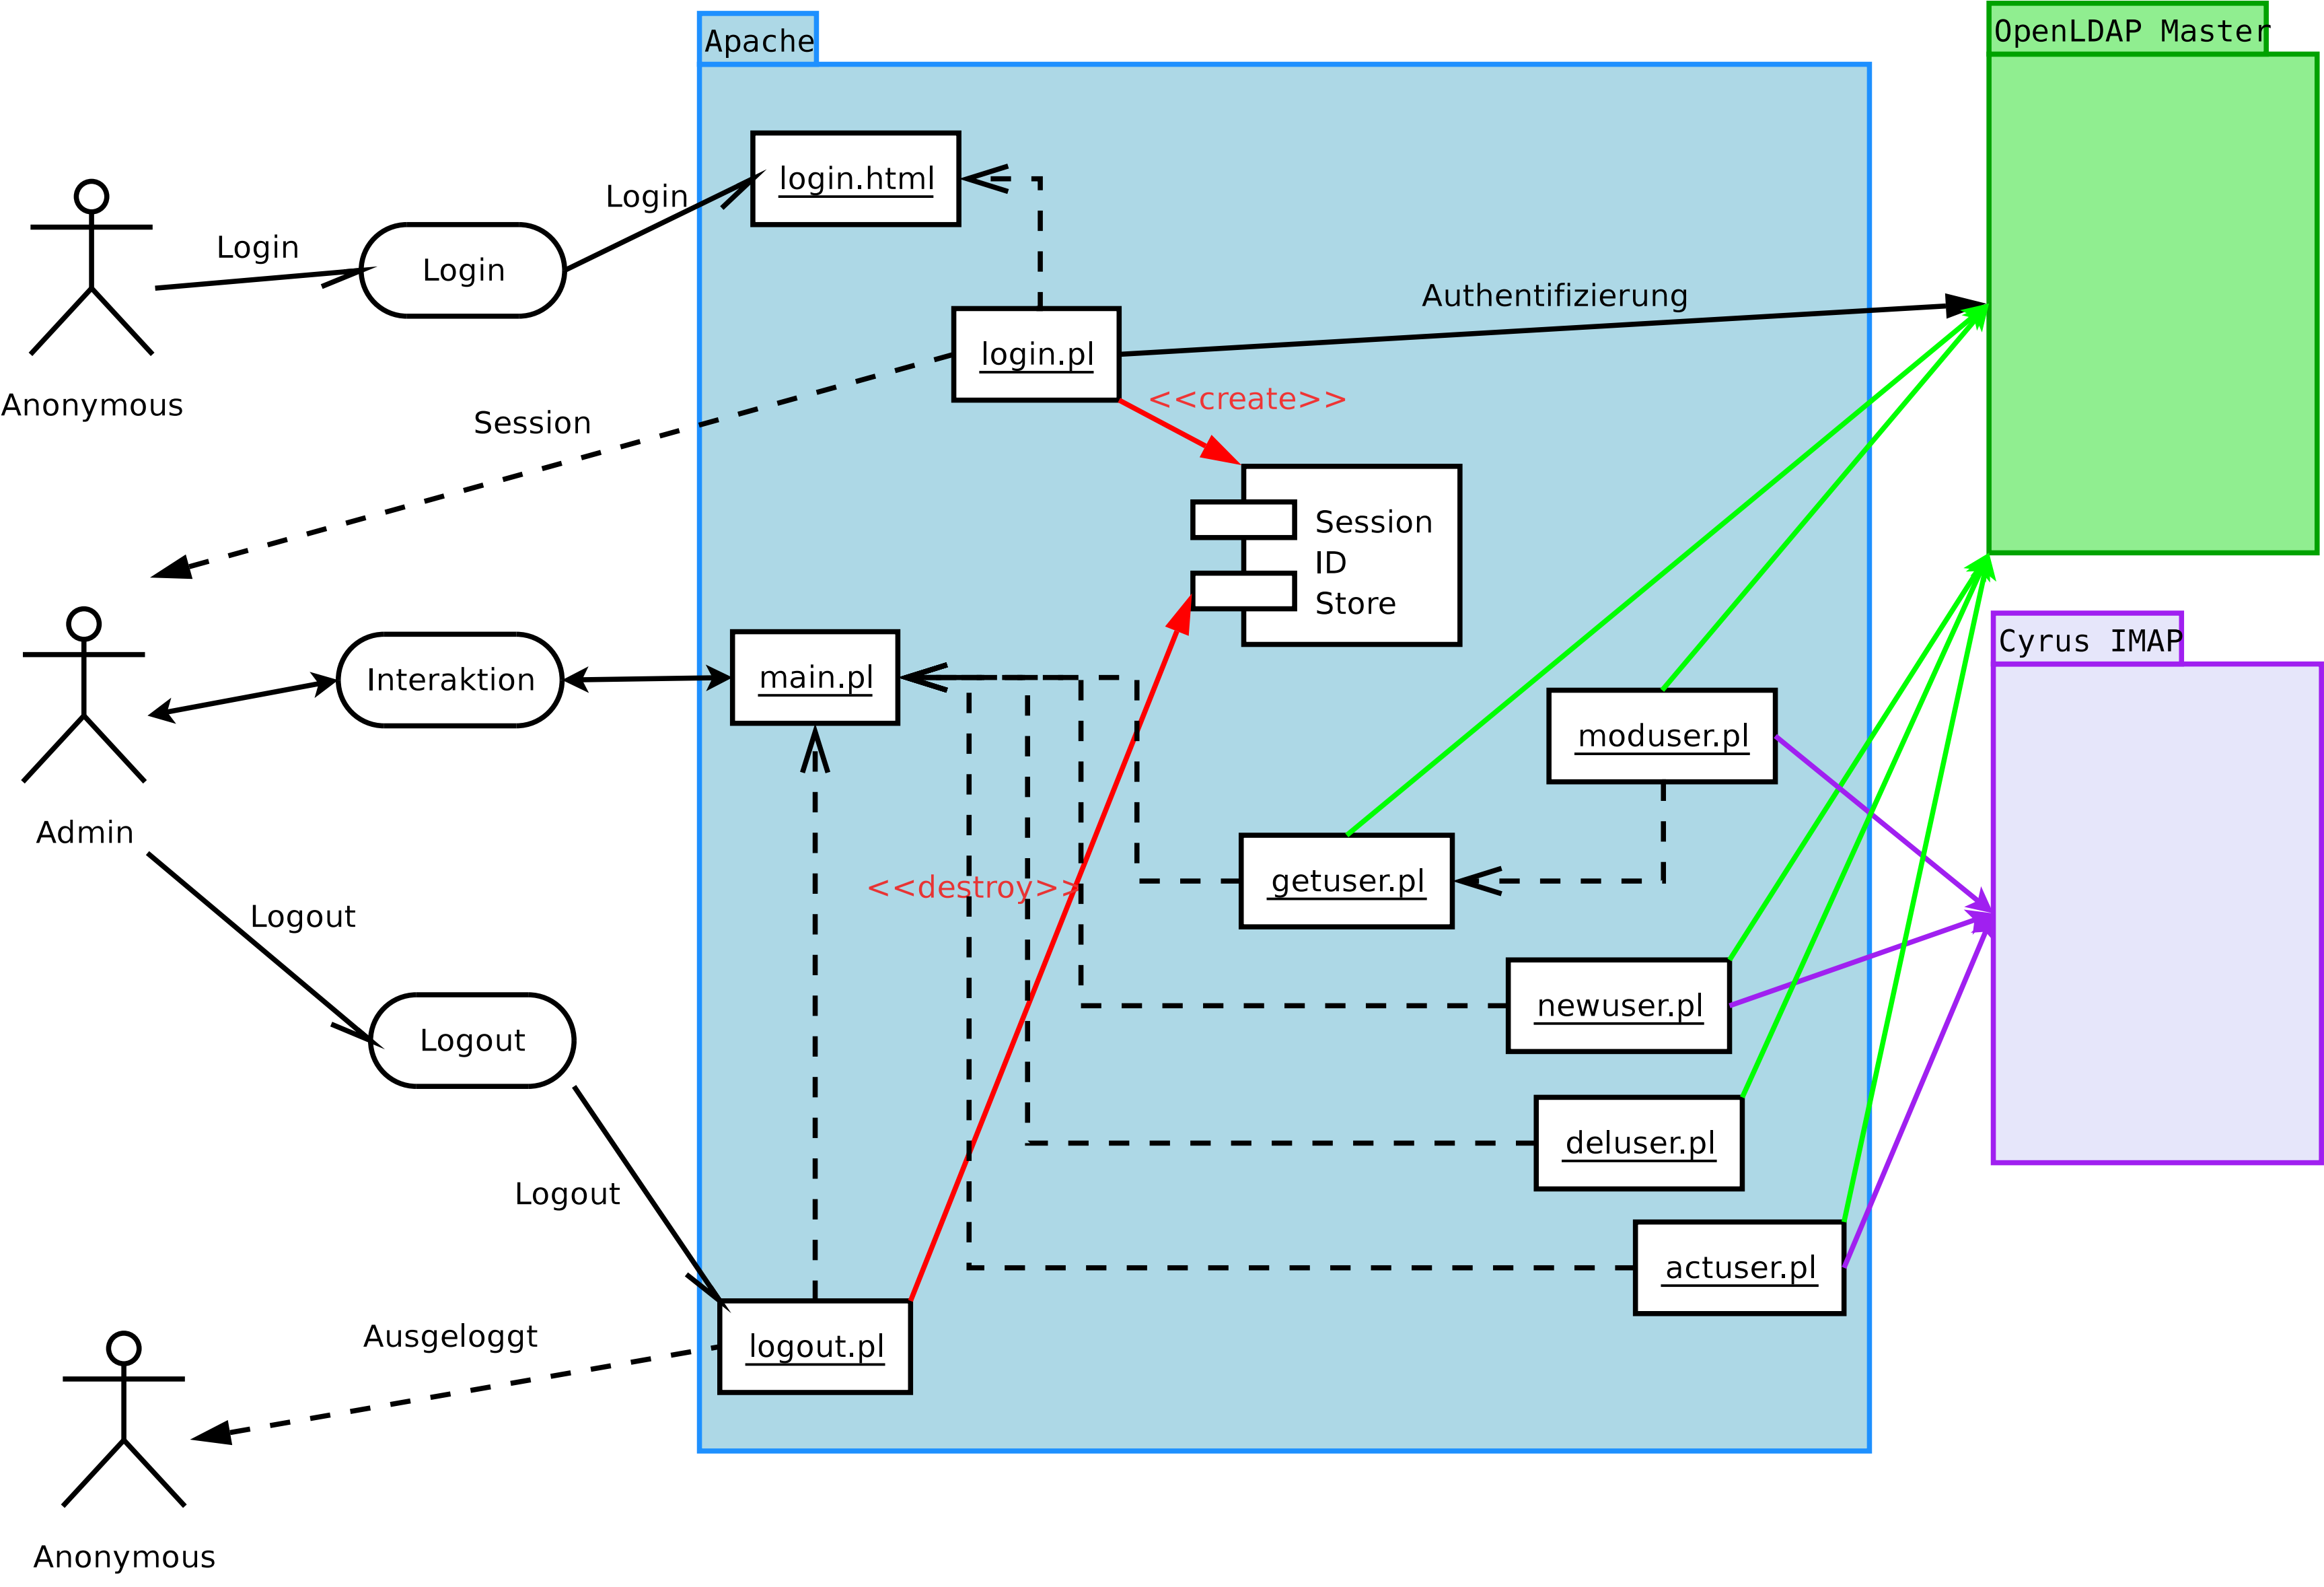 Apache
OpenLDAP Master
login.html
Login
Login
Login
Authentifizierung
login.pl
<<create>>
Anonymous
Session
Session
ID
Store
Cyrus IMAP
Interaktion
main.pl
moduser.pl
Admin
getuser.pl
<<destroy>>
Logout
newuser.pl
Logout
deluser.pl
Logout
actuser.pl
Ausgeloggt
logout.pl
Anonymous